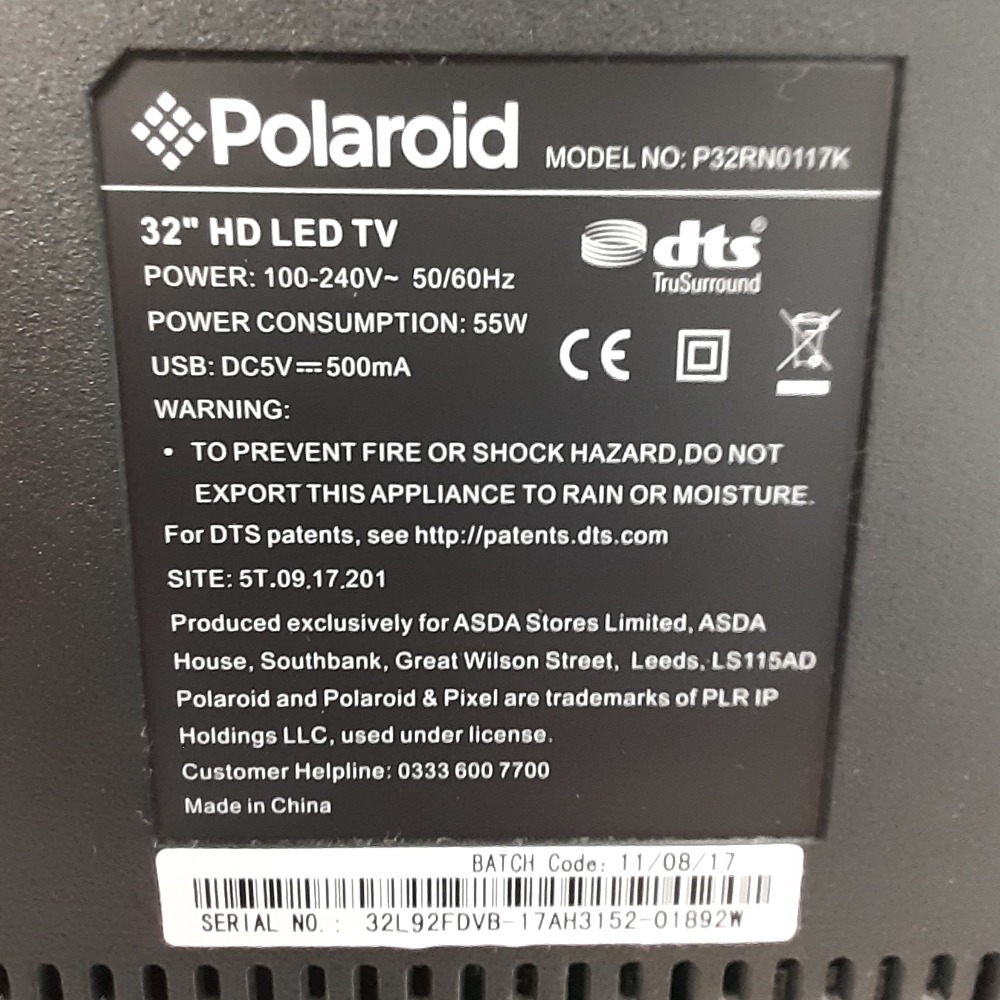 Polaroid MODEL NO: P32RN0117K
32" HD LED TV
dts®
TruSurround
POWER: 100-240V~ 50/60Hz
POWER CONSUMPTION: 55W
USB: DC5V⎓500mA
CE
WARNING:
• TO PREVENT FIRE OR SHOCK HAZARD,DO NOT
EXPORT THIS APPLIANCE TO RAIN OR MOISTURE.
For DTS patents, see http://patents.dts.com
SITE: 5T.09.17.201
Produced exclusively for ASDA Stores Limited, ASDA
House, Southbank, Great Wilson Street, Leeds, LS115AD
Polaroid and Polaroid & Pixel are trademarks of PLR IP
Holdings LLC, used under license.
Customer Helpline: 0333 600 7700
Made in China
BATCH Code: 11/08/17
SERIAL NO.: 32L92FDVB-17AH3152-01892W